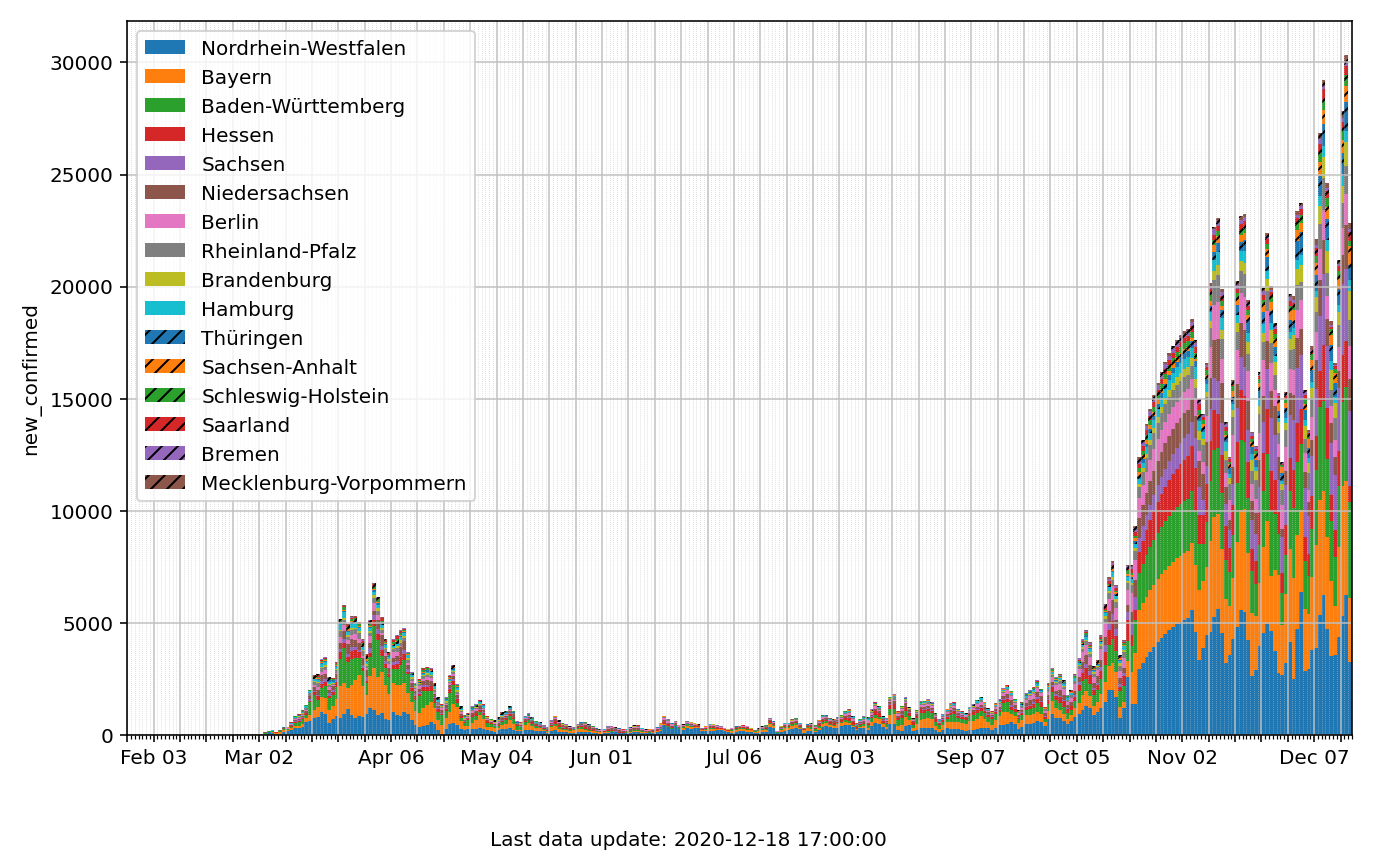 new_confirmed
30000
25000
20000
15000
10000
5000
0
Nordrhein-Westfalen
Bayern
Baden-Württemberg
Hessen
Sachsen
Niedersachsen
Berlin
Rheinland-Pfalz
Brandenburg
Hamburg
Thüringen
Sachsen-Anhalt
Schleswig-Holstein
Saarland
Bremen
Mecklenburg-Vorpommern
Feb 03 Mar 02 Apr 06 May 04 Jun 01 Jul 06 Aug 03 Sep 07 Oct 05 Nov 02 Dec 07
Last data update: 2020-12-18 17:00:00